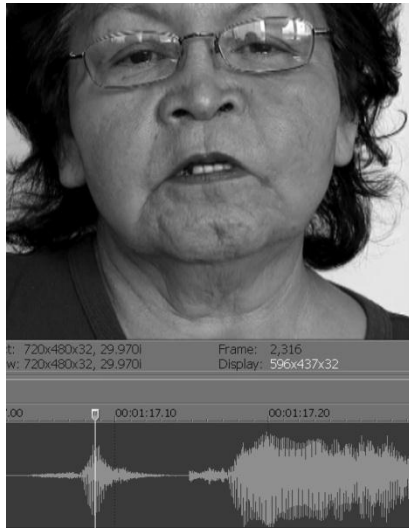 t: 720x480x32, 29.970i Frame: 2,316
w: 720x480x32, 29.970i Display: 596x437x32
.00 00:01:17.10 00:01:17.20